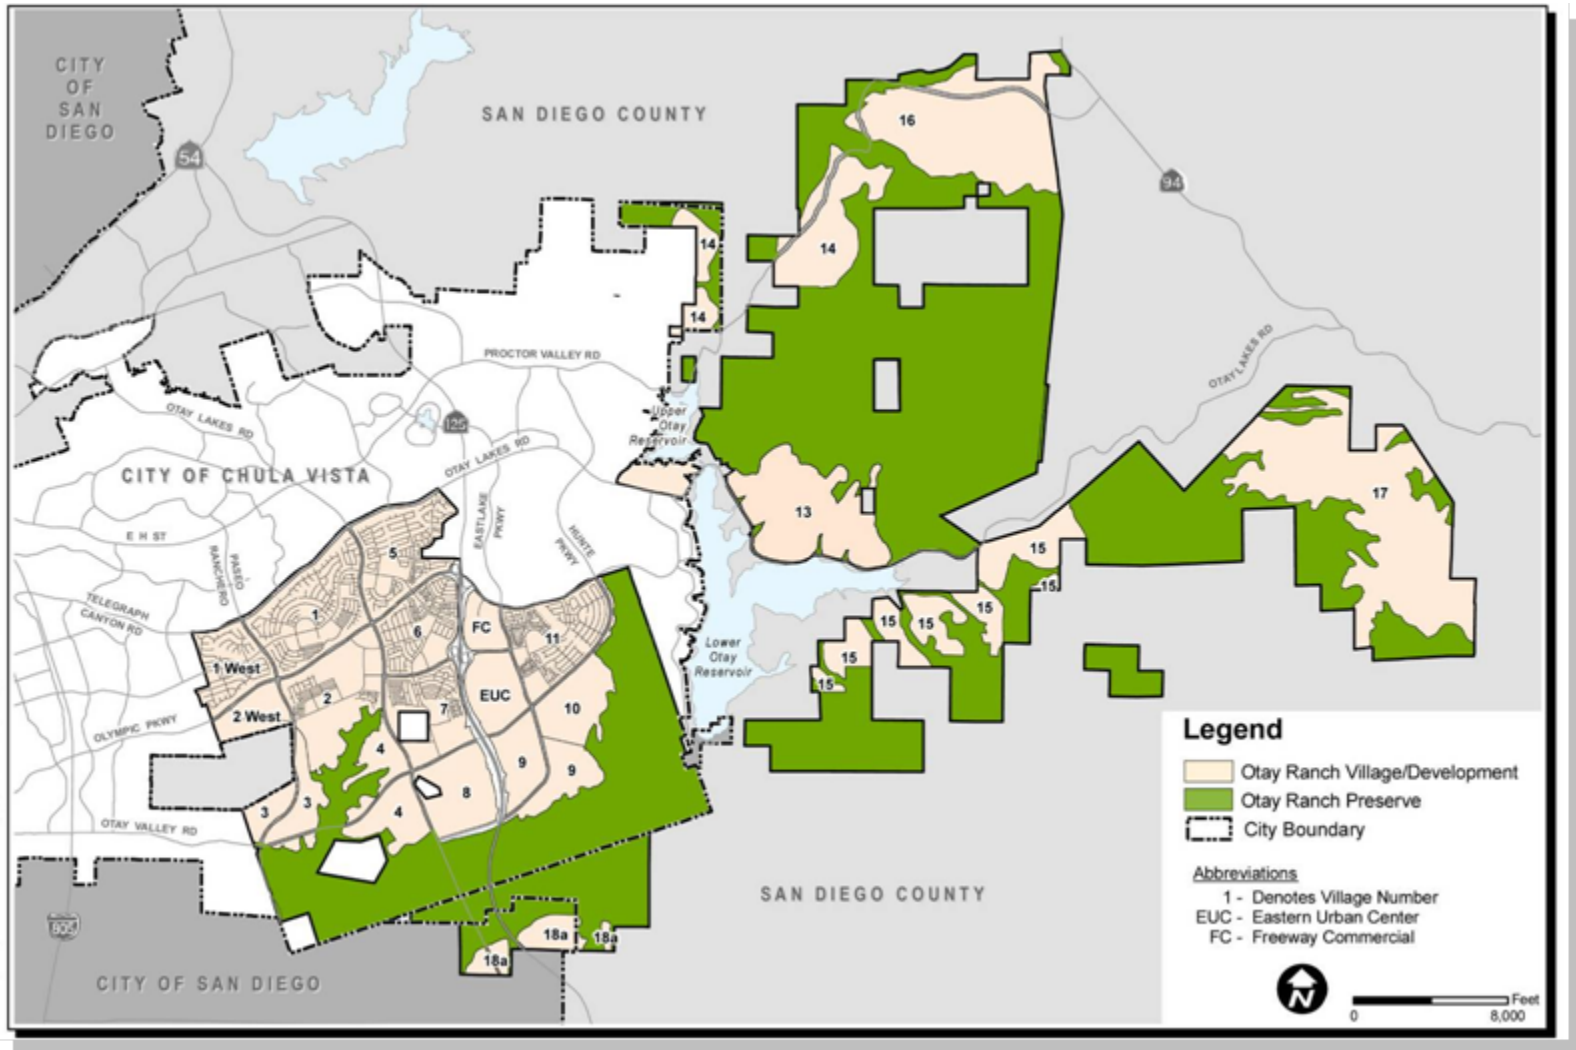 CITY
OF
SAN
DIEGO
54
SAN DIEGO COUNTY
16
94
14
14
14
PROCTOR VALLEY RD
OTAY LAKES RD
OTAY LAKES RD
125
Upper
Otay
Reservoir
OTAY LAKES RD
CITY OF CHULA VISTA
EASTLAKE
PKWY
HUNTE
PKWY
13
17
E H ST
PASEO
RANCHERO
5
15
15
TELEGRAPH
CANYON RD
1
6
FC
11
15
15
15
Lower
Otay
Reservoir
15
15
1 West
2
EUC
2 West
7
10
OLYMPIC PKWY
4
9
9
3
3
4
8
OTAY VALLEY RD
Legend
Otay Ranch Village/Development
Otay Ranch Preserve
City Boundary
Abbreviations
1 - Denotes Village Number
EUC - Eastern Urban Center
FC - Freeway Commercial
SAN DIEGO COUNTY
805
18a
18a
18a
CITY OF SAN DIEGO
N
Feet
0 8,000